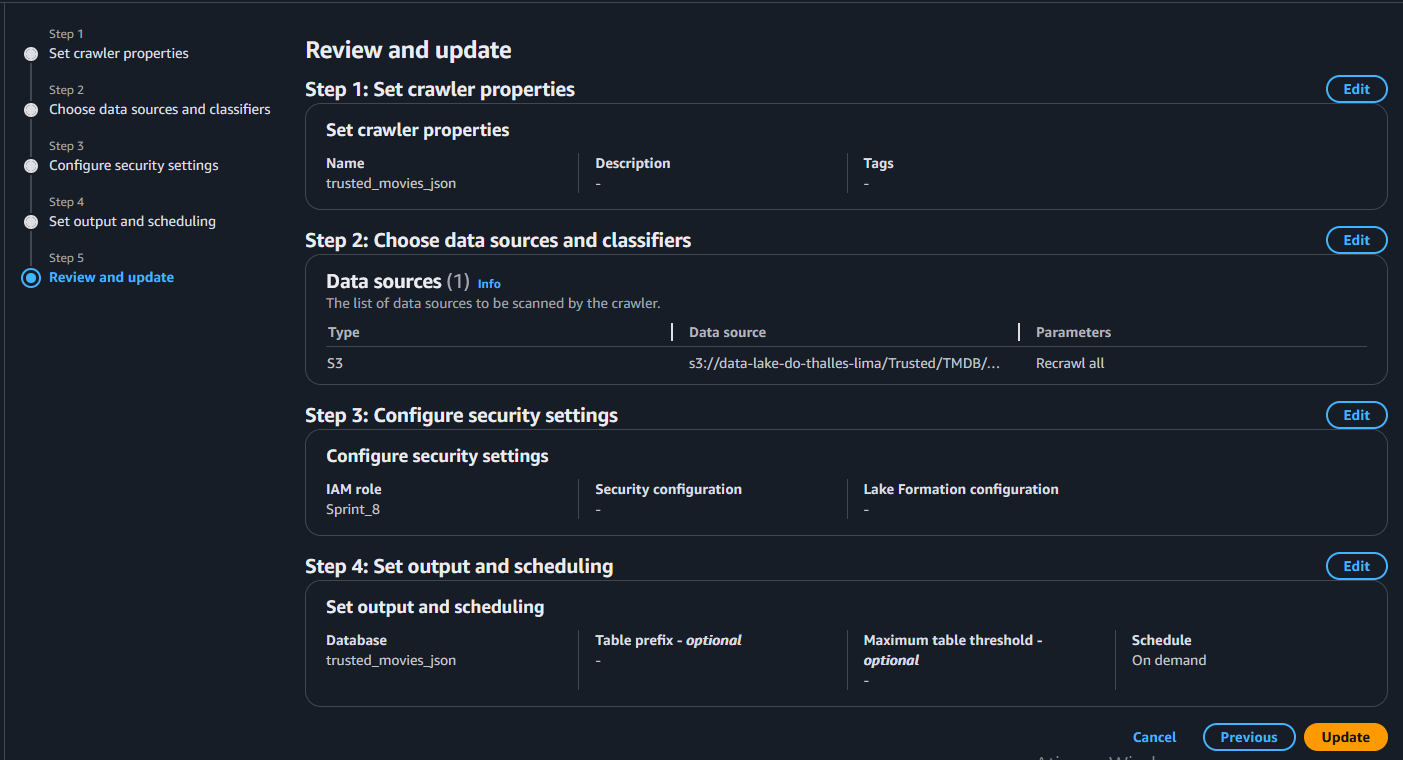 Step 1
Set crawler properties
Step 2
Choose data sources and classifiers
Step 3
Configure security settings
Step 4
Set output and scheduling
Step 5
Review and update
Review and update
Step 1: Set crawler properties
Edit
Set crawler properties
Name
Description
Tags
trusted_movies_json
-
-
Step 2: Choose data sources and classifiers
Edit
Data sources (1) Info
The list of data sources to be scanned by the crawler.
Type
Data source
Parameters
S3
s3://data-lake-do-thalles-lima/Trusted/TMDB/...
Recrawl all
Step 3: Configure security settings
Edit
Configure security settings
IAM role
Security configuration
Lake Formation configuration
Sprint_8
-
-
Step 4: Set output and scheduling
Edit
Set output and scheduling
Database
trusted_movies_json
Table prefix - optional
-
Maximum table threshold -
optional
-
Schedule
On demand
Cancel
Previous
Update